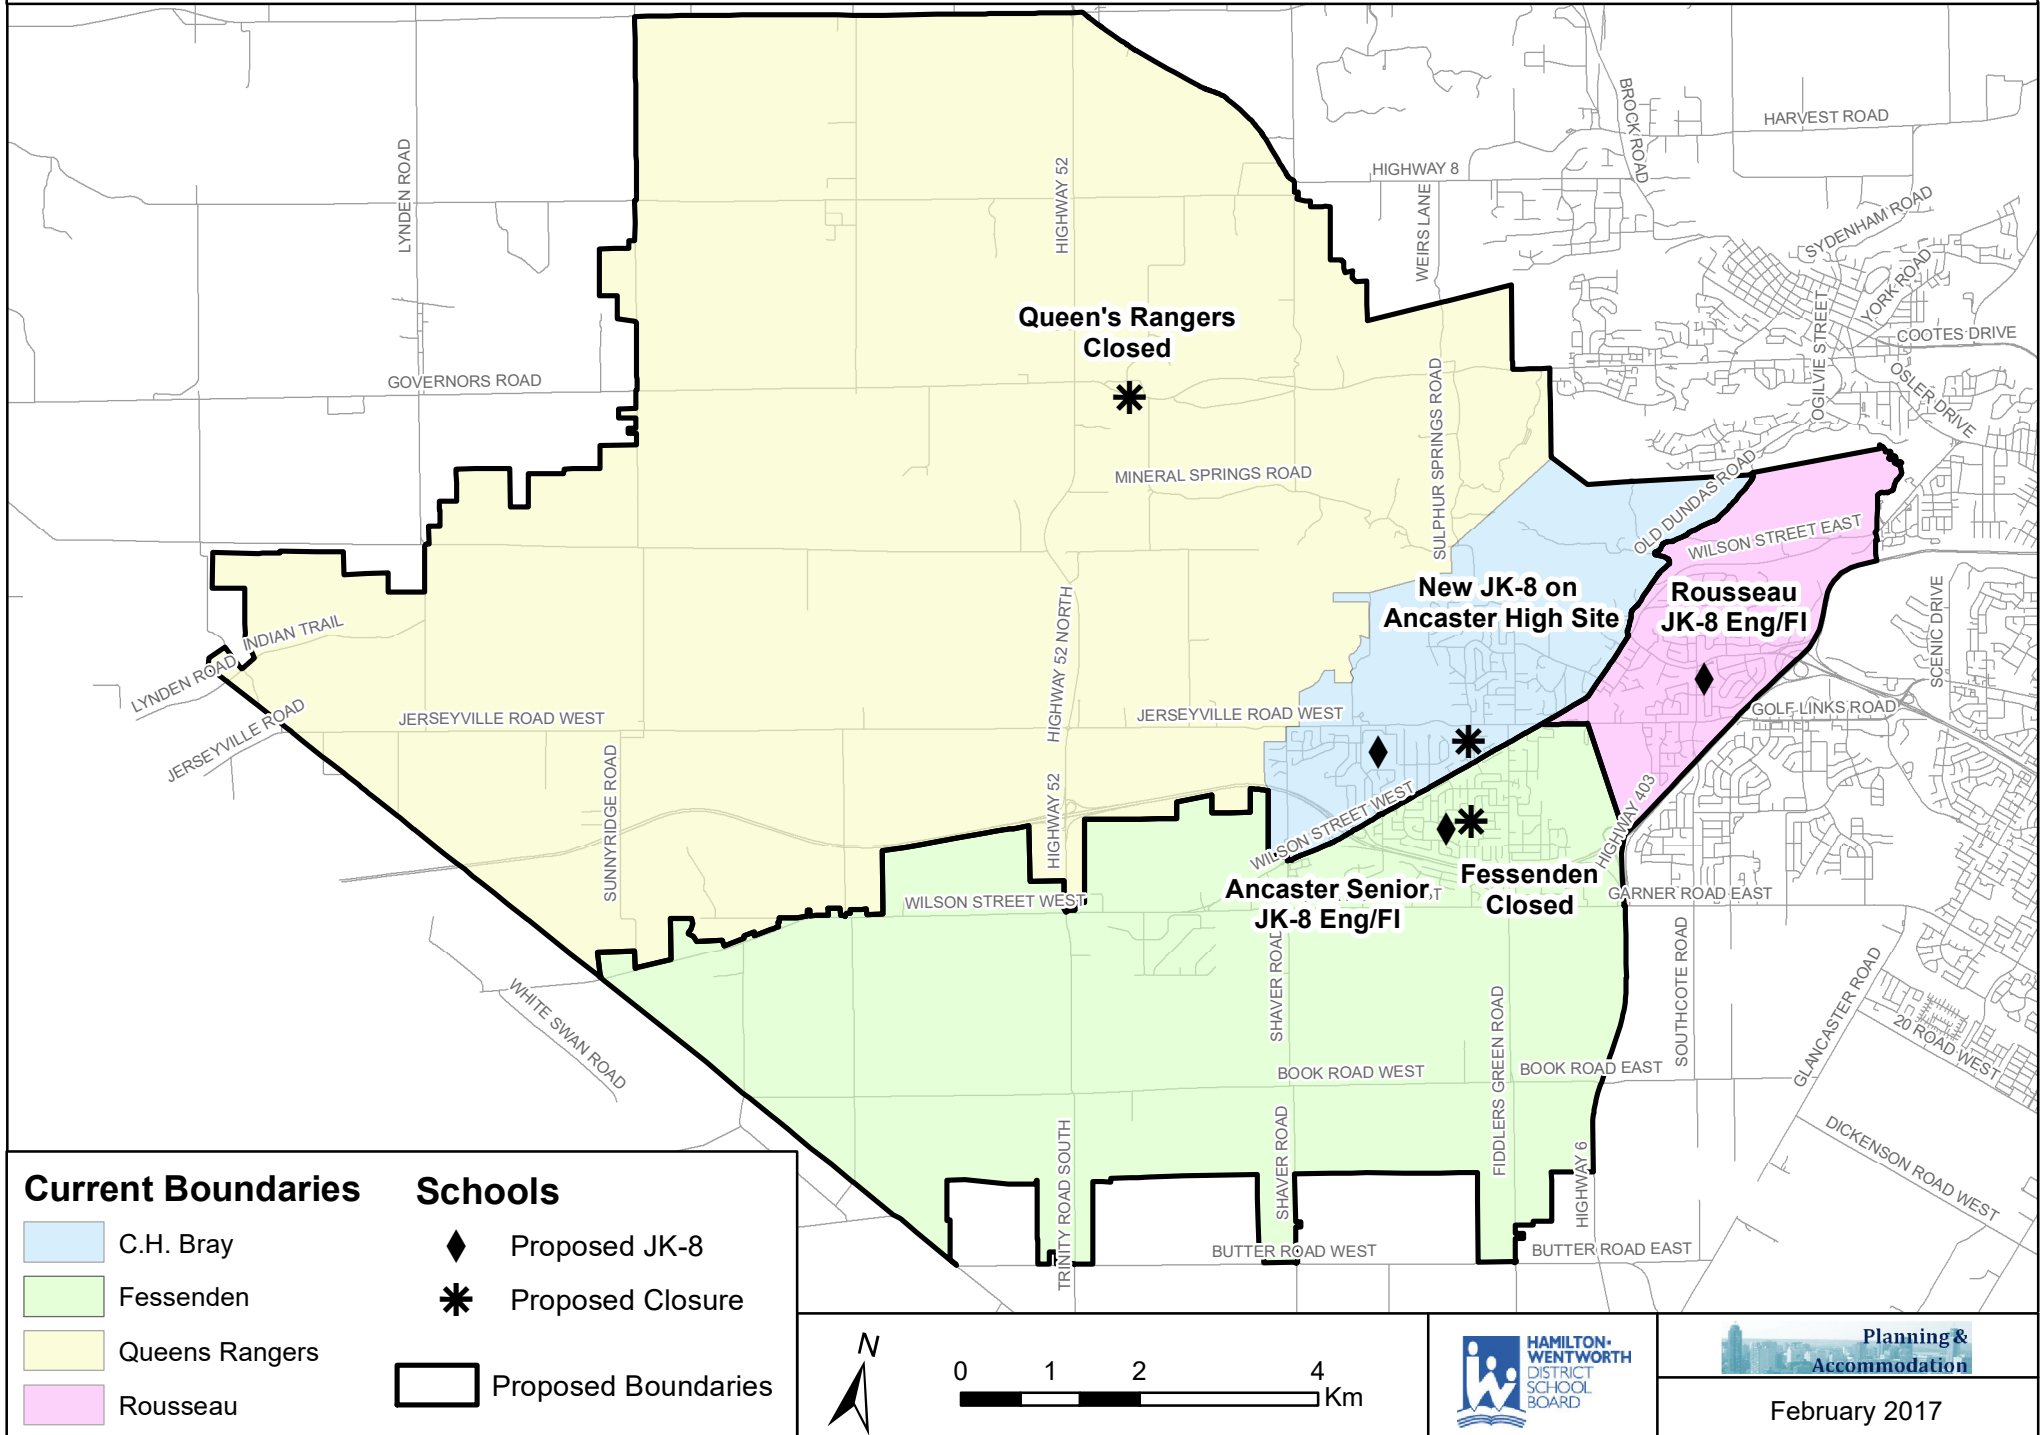 HARVEST ROAD
BROCK ROAD
HIGHWAY 8
LYNDEN ROAD
HIGHWAY 52
WEIRS LANE
SYDENHAM ROAD
YORK ROAD
OGILVIE STREET
COOTES DRIVE
OSLER DRIVE
Queen's Rangers
Closed
GOVERNORS ROAD
SULPHUR SPRINGS ROAD
MINERAL SPRINGS ROAD
OLD DUNDAS ROAD
WILSON STREET EAST
New JK-8 on
Ancaster High Site
Rousseau
JK-8 Eng/FI
SCENIC DRIVE
INDIAN TRAIL
LYNDEN ROAD
JERSEYVILLE ROAD
JERSEYVILLE ROAD WEST
HIGHWAY 52 NORTH
JERSEYVILLE ROAD WEST
GOLF LINKS ROAD
SUNNYRIDGE ROAD
HIGHWAY 52
WILSON STREET WEST
HIGHWAY 403
WILSON STREET WEST
Ancaster Senior
JK-8 Eng/FI
Fessenden
Closed
GARNER ROAD EAST
WHITE SWAN ROAD
SHAVER ROAD
FIDDLERS GREEN ROAD
SOUTHCOTE ROAD
GLANCASTER ROAD
20 ROAD WEST
BOOK ROAD WEST
BOOK ROAD EAST
DICKENSON ROAD WEST
TRINITY ROAD SOUTH
SHAVER ROAD
HIGHWAY 6
BUTTER ROAD WEST
BUTTER ROAD EAST
Current Boundaries
C.H. Bray
Fessenden
Queens Rangers
Rousseau
Schools
Proposed JK-8
Proposed Closure
Proposed Boundaries
N
0 1 2 4
Km
HAMILTON-
WENTWORTH
DISTRICT
SCHOOL
BOARD
Planning &
Accommodation
February 2017